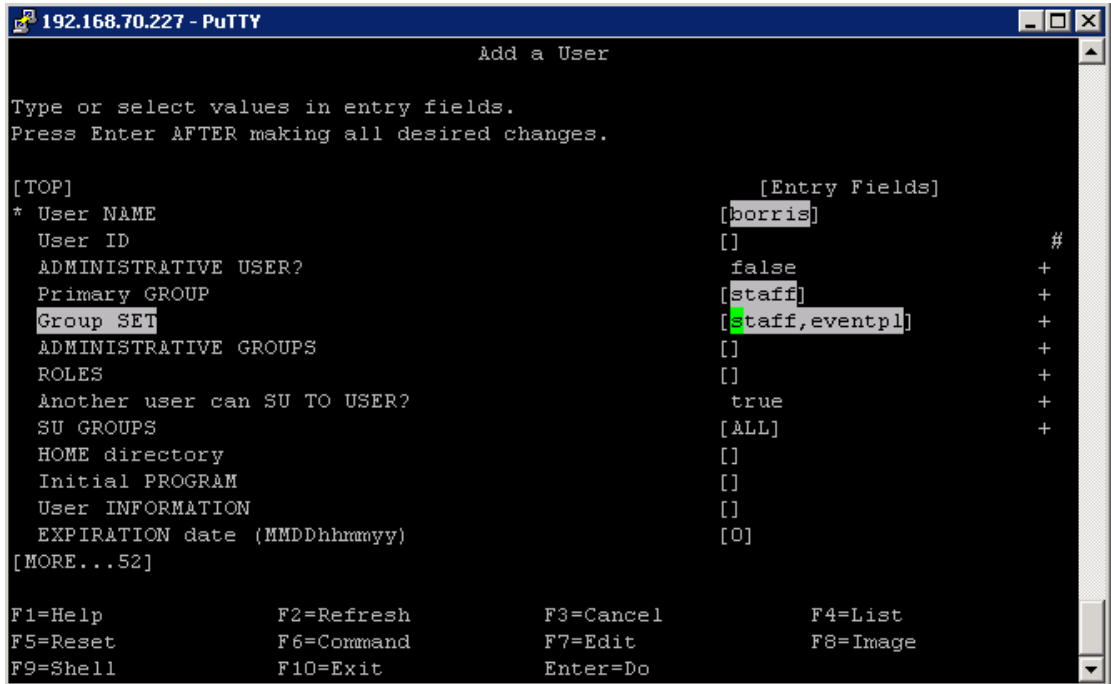 192.168.70.227 - PuTTY
Add a User
Type or select values in entry fields.
Press Enter AFTER making all desired changes.
[TOP] [Entry Fields]
* User NAME [borris]
User ID [] #
ADMINISTRATIVE USER? false +
Primary GROUP [staff] +
Group SET [staff,eventpl] +
ADMINISTRATIVE GROUPS [] +
ROLES [] +
Another user can SU TO USER? true +
SU GROUPS [ALL] +
HOME directory []
Initial PROGRAM []
User INFORMATION []
EXPIRATION date (MMDDhhmmyy) [0]
[MORE...52]
F1=Help F2=Refresh F3=Cancel F4=List
F5=Reset F6=Command F7=Edit F8=Image
F9=Shell F10=Exit Enter=Do